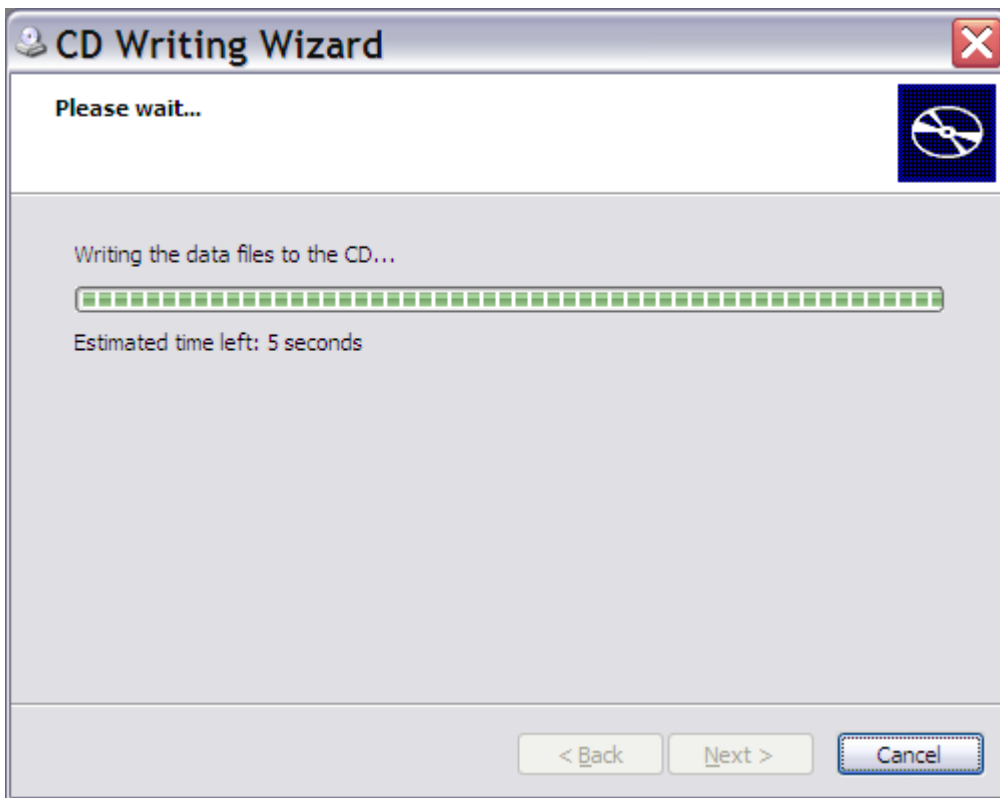 CD Writing Wizard
Please wait...
Writing the data files to the CD...
Estimated time left: 5 seconds
< Back
Next >
Cancel